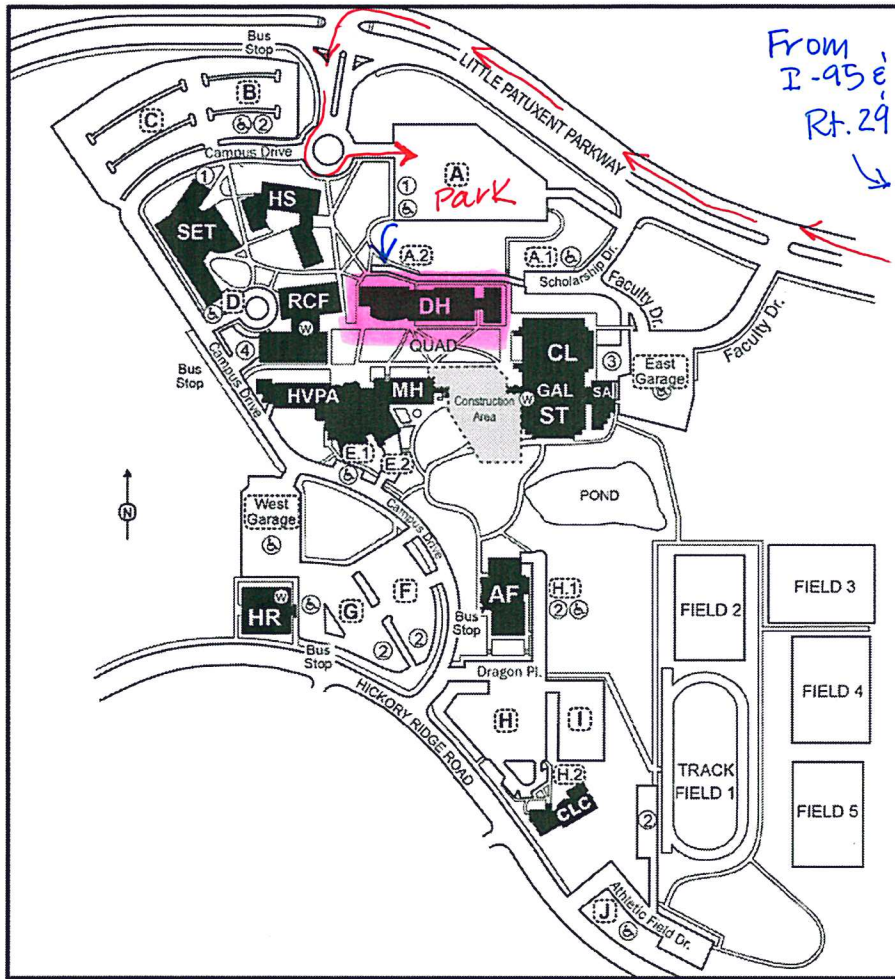 Bus
Stop
From
I-95 &
Rt. 29
LITTLE PATUXENT PARKWAY
B
C
2
Campus Drive
A
1
Park
1
HS
SET
A.2
A.1
Scholarship Dr.
Faculty Dr.
Faculty Dr.
D
RCF
W
DH
QUAD
CL
4
3
East
Garage
Bus
Stop
Campus Drive
HVPA
MH
Construction
Area
W
GAL
ST
SA
E.1
E.2
POND
N
West
Garage
Campus Drive
FIELD 2
FIELD 3
HR
W
G
F
AF
H.1
2
2
2
Bus
Stop
Bus
Stop
Dragon Pl.
HICKORY RIDGE ROAD
H
I
FIELD 4
TRACK
FIELD 1
H.2
CLC
2
FIELD 5
J
Athletic Field Dr.